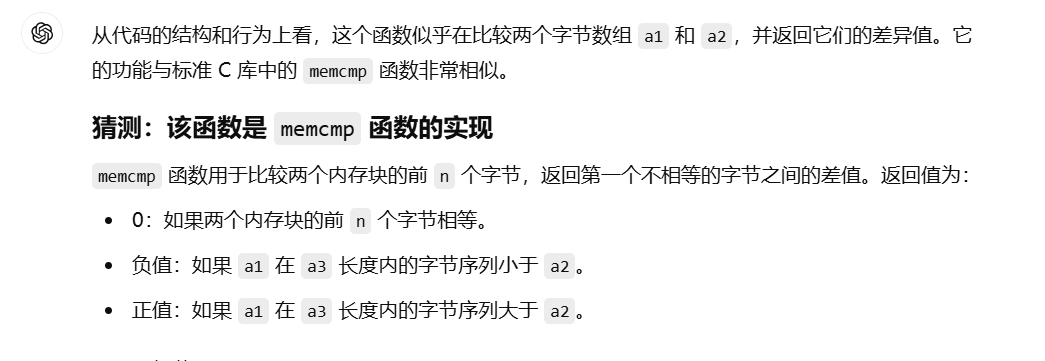 从代码的结构和行为上看，这个函数似乎在比较两个字节数组 a1 和 a2，并返回它们的差异值。它
的功能与标准 C 库中的 memcmp 函数非常相似。
猜测：该函数是 memcmp 函数的实现
memcmp 函数用于比较两个内存块的前 n 个字节，返回第一个不相等的字节之间的差值。返回值为：
• 0：如果两个内存块的前 n 个字节相等。
• 负值：如果 a1 在 a3 长度内的字节序列小于 a2。
• 正值：如果 a1 在 a3 长度内的字节序列大于 a2。